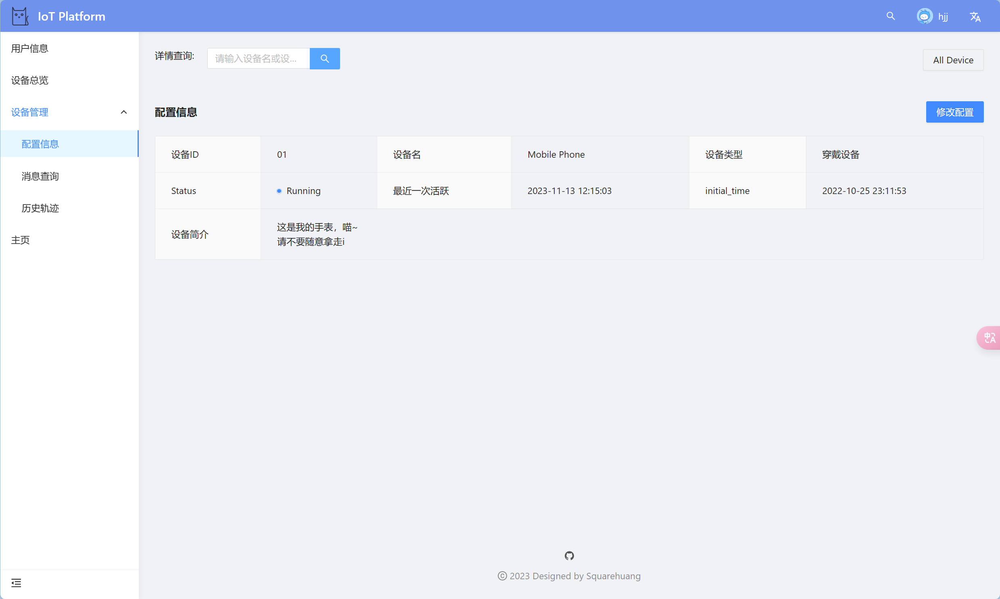 IoT Platform
hjj
用户信息
设备总览
设备管理
配置信息
消息查询
历史轨迹
主页
详情查询:
请输入设备名或设...
All Device
配置信息
修改配置
设备ID 01 设备名 Mobile Phone 设备类型 穿戴设备
Status Running 最近一次活跃 2023-11-13 12:15:03 initial_time 2022-10-25 23:11:53
设备简介
这是我的手表，喵~
请不要随意拿走i
© 2023 Designed by Squarehuang